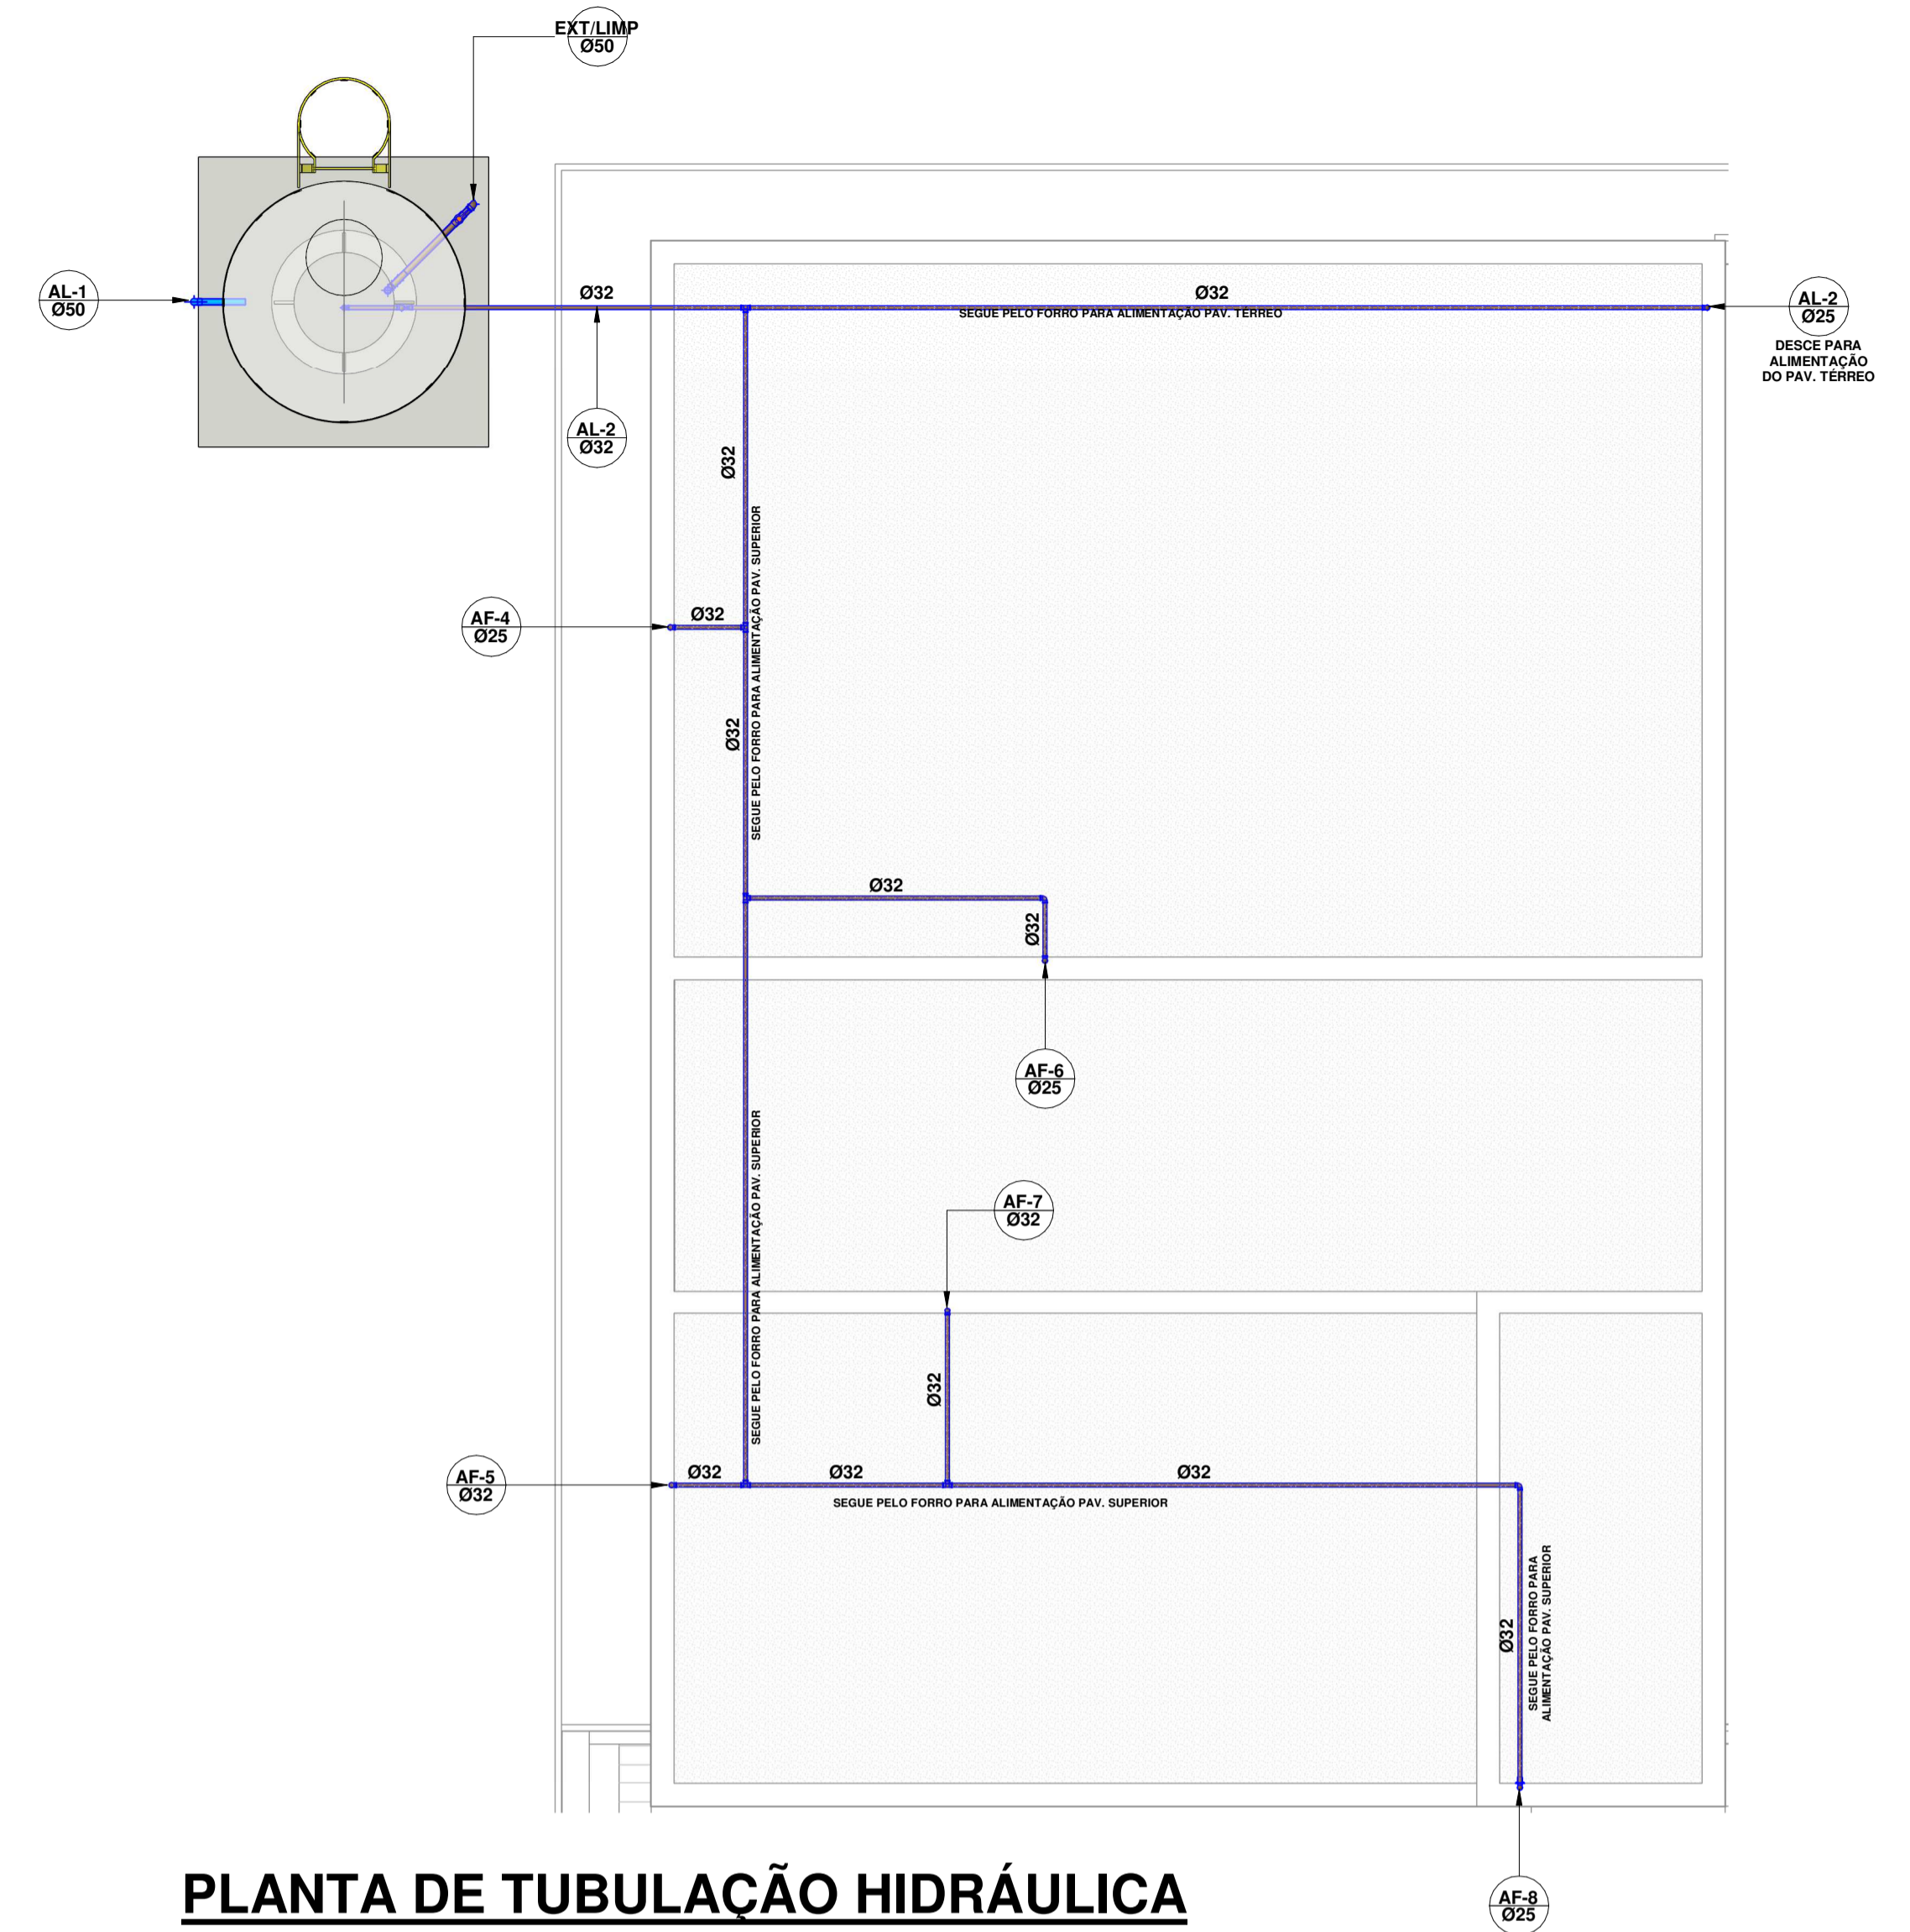 EXT/LIMP
Ø50
AL-1
Ø50
Ø32
Ø32
SEGUE PELO FORRO PARA ALIMENTAÇÃO PAV. TÉRREO
AL-2
Ø25
DESCE PARA
ALIMENTAÇÃO
DO PAV. TÉRREO
AL-2
Ø32
Ø32
SEGUE PELO FORRO PARA ALIMENTAÇÃO PAV. SUPERIOR
AF-4
Ø25
Ø32
Ø32
Ø32
Ø32
AF-6
Ø25
AF-7
Ø32
SEGUE PELO FORRO PARA ALIMENTAÇÃO PAV. SUPERIOR
Ø32
AF-5
Ø32
Ø32
Ø32
Ø32
SEGUE PELO FORRO PARA ALIMENTAÇÃO PAV. SUPERIOR
Ø32
SEGUE PELO FORRO PARA
ALIMENTAÇÃO PAV. SUPERIOR
AF-8
Ø25
PLANTA DE TUBULAÇÃO HIDRÁULICA